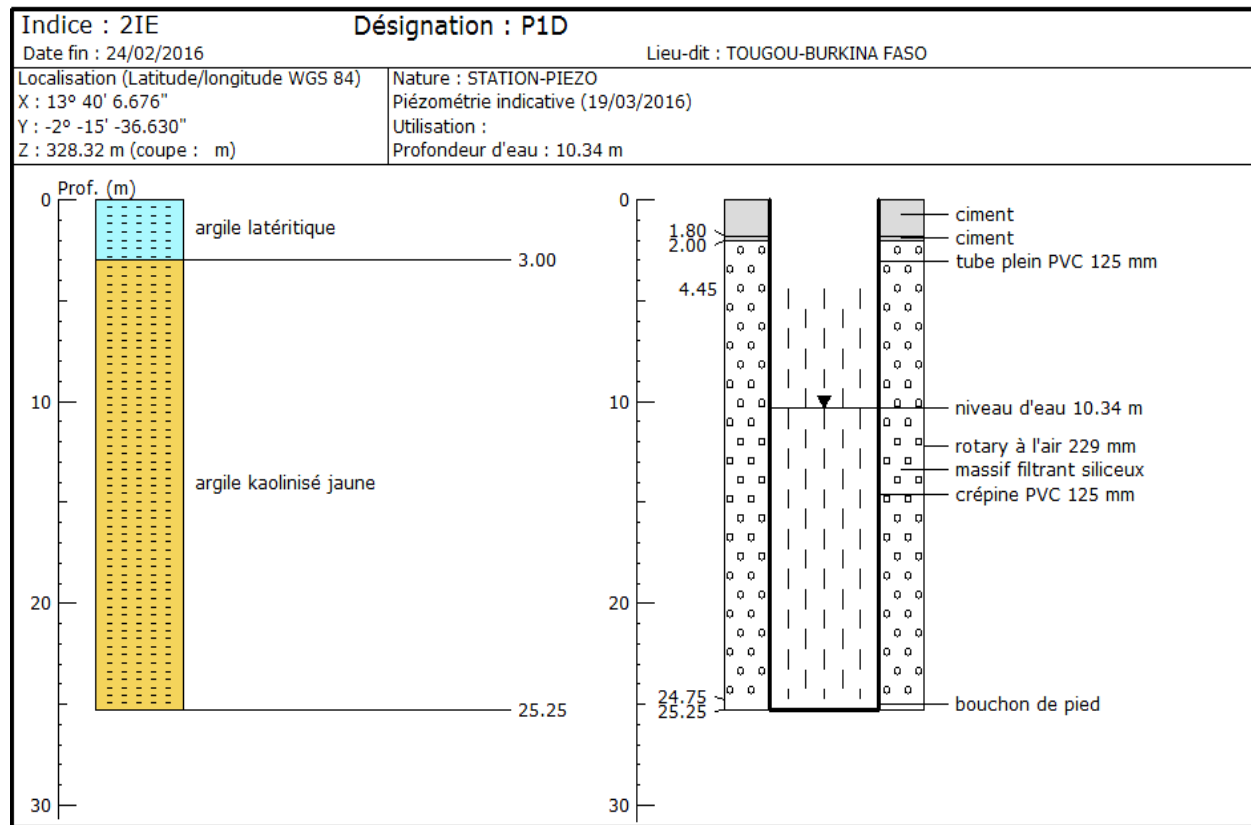 Indice : 2IE
Désignation : P1D
Date fin : 24/02/2016
Lieu-dit : TOUGOU-BURKINA FASO
Localisation (Latitude/longitude WGS 84)
X : 13° 40' 6.676"
Y : -2° -15' -36.630"
Z : 328.32 m (coupe :   m)
Nature : STATION-PIEZO
Piézométrie indicative (19/03/2016)
Utilisation :
Profondeur d'eau : 10.34 m
Prof. (m)
0
10
20
30
argile latéritique
3.00
argile kaolinisé jaune
25.25
0
10
20
30
1.80
2.00
4.45
24.75
25.25
ciment
ciment
tube plein PVC 125 mm
niveau d'eau 10.34 m
rotary à l'air 229 mm
massif filtrant siliceux
crépine PVC 125 mm
bouchon de pied